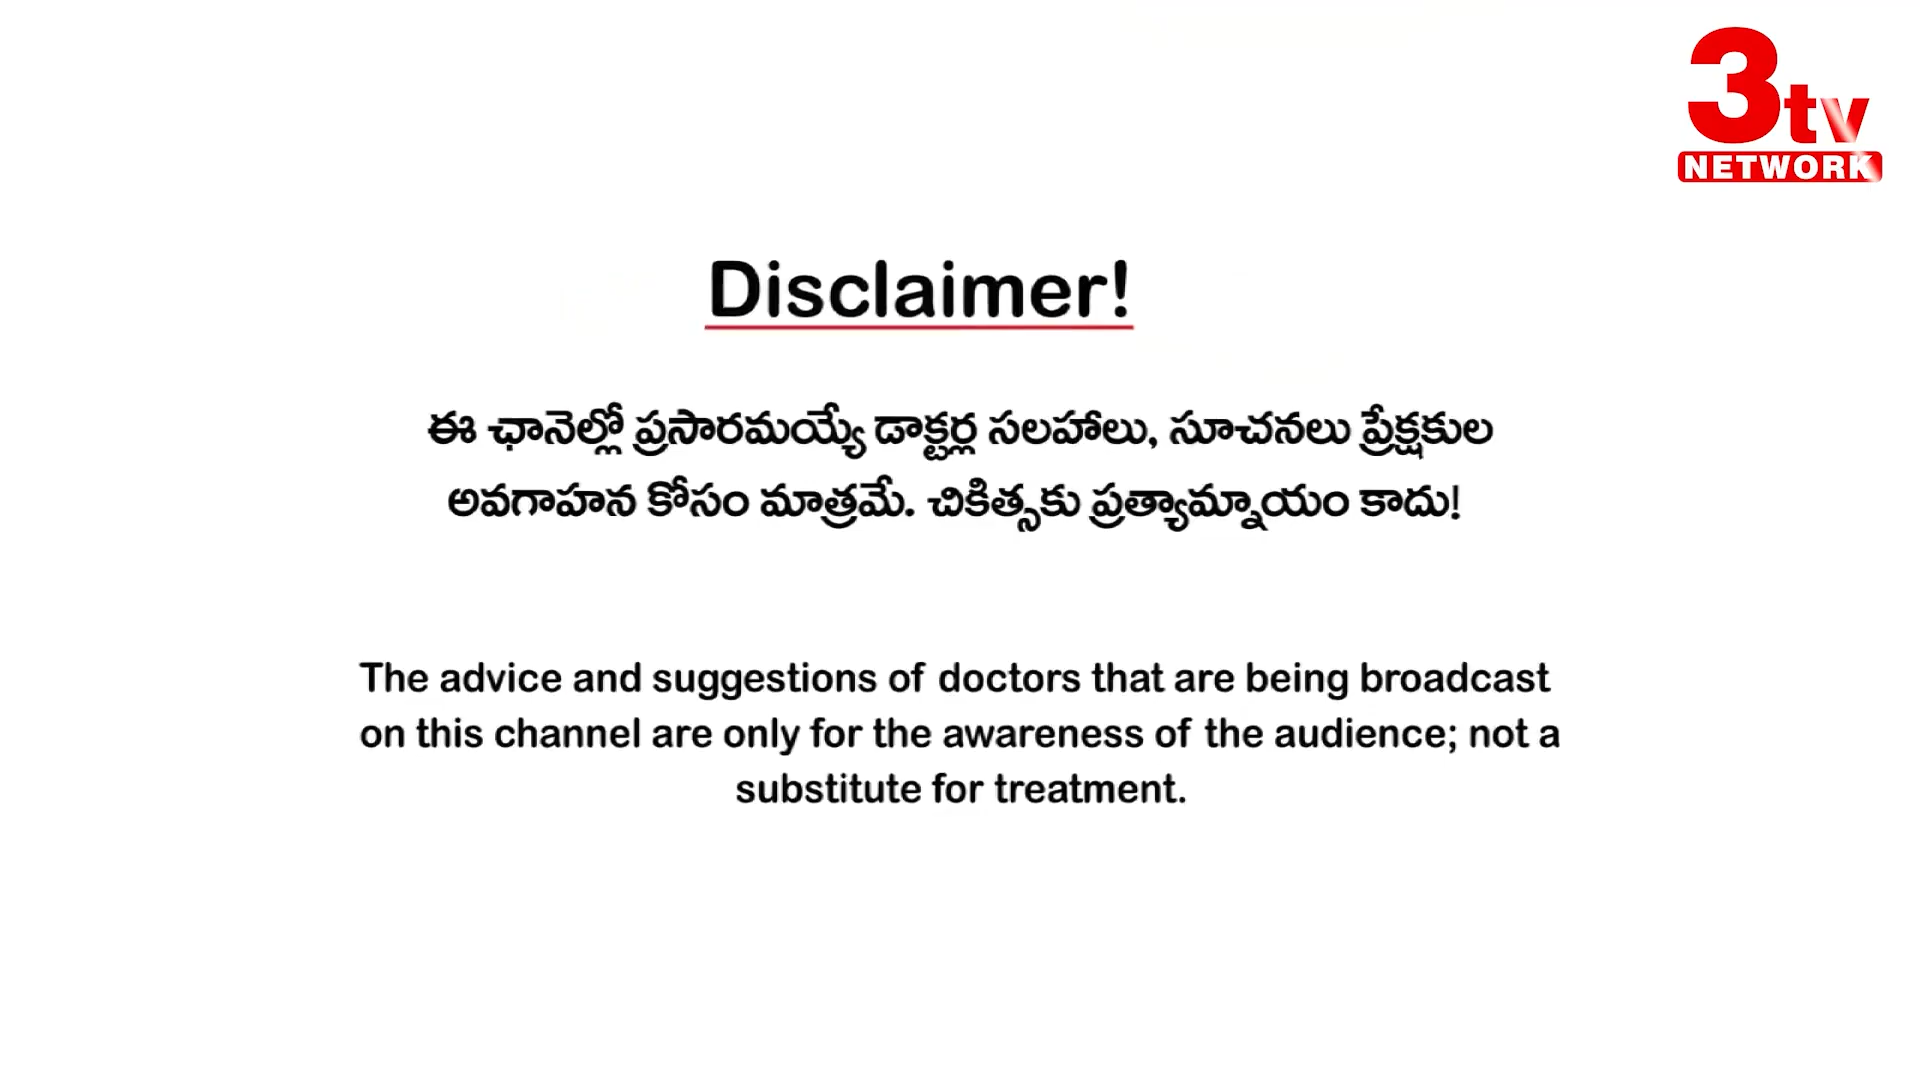 3tv
NETWORK
Disclaimer!
ఈ ఛానెల్లో ప్రసారమయ్యే డాక్టర్ల సలహాలు, సూచనలు ప్రేక్షకుల
అవగాహన కోసం మాత్రమే. చికిత్సకు ప్రత్యామ్నాయం కాదు!
The advice and suggestions of doctors that are being broadcast
on this channel are only for the awareness of the audience; not a
substitute for treatment.